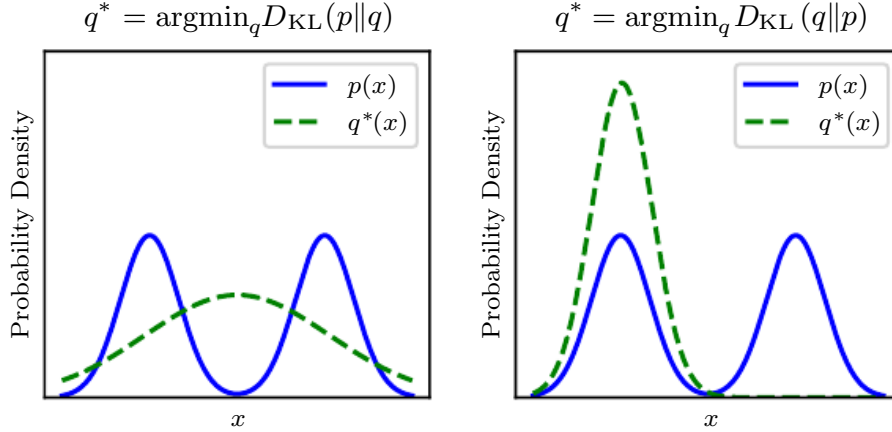 q* = argmin_q D_KL(p‖q)
Probability Density
p(x)
q*(x)
x
q* = argmin_q D_KL (q‖p)
Probability Density
p(x)
q*(x)
x